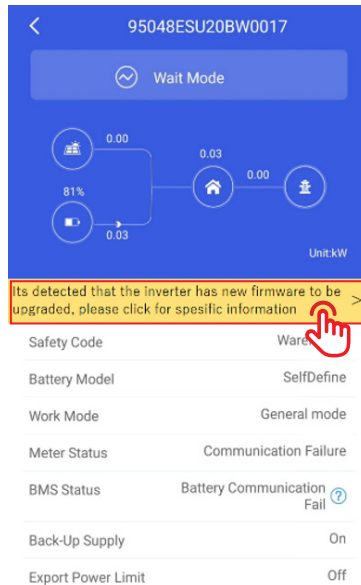 95048ESU20BW0017
Wait Mode
0.00
0.03
0.00
81%
0.03
Unit:kW
Its detected that the inverter has new firmware to be
upgraded, please click for spesific information >
Safety Code
Battery Model SelfDefine
Work Mode General mode
Meter Status Communication Failure
BMS Status Battery Communication ?
Fail
Back-Up Supply On
Export Power Limit Off